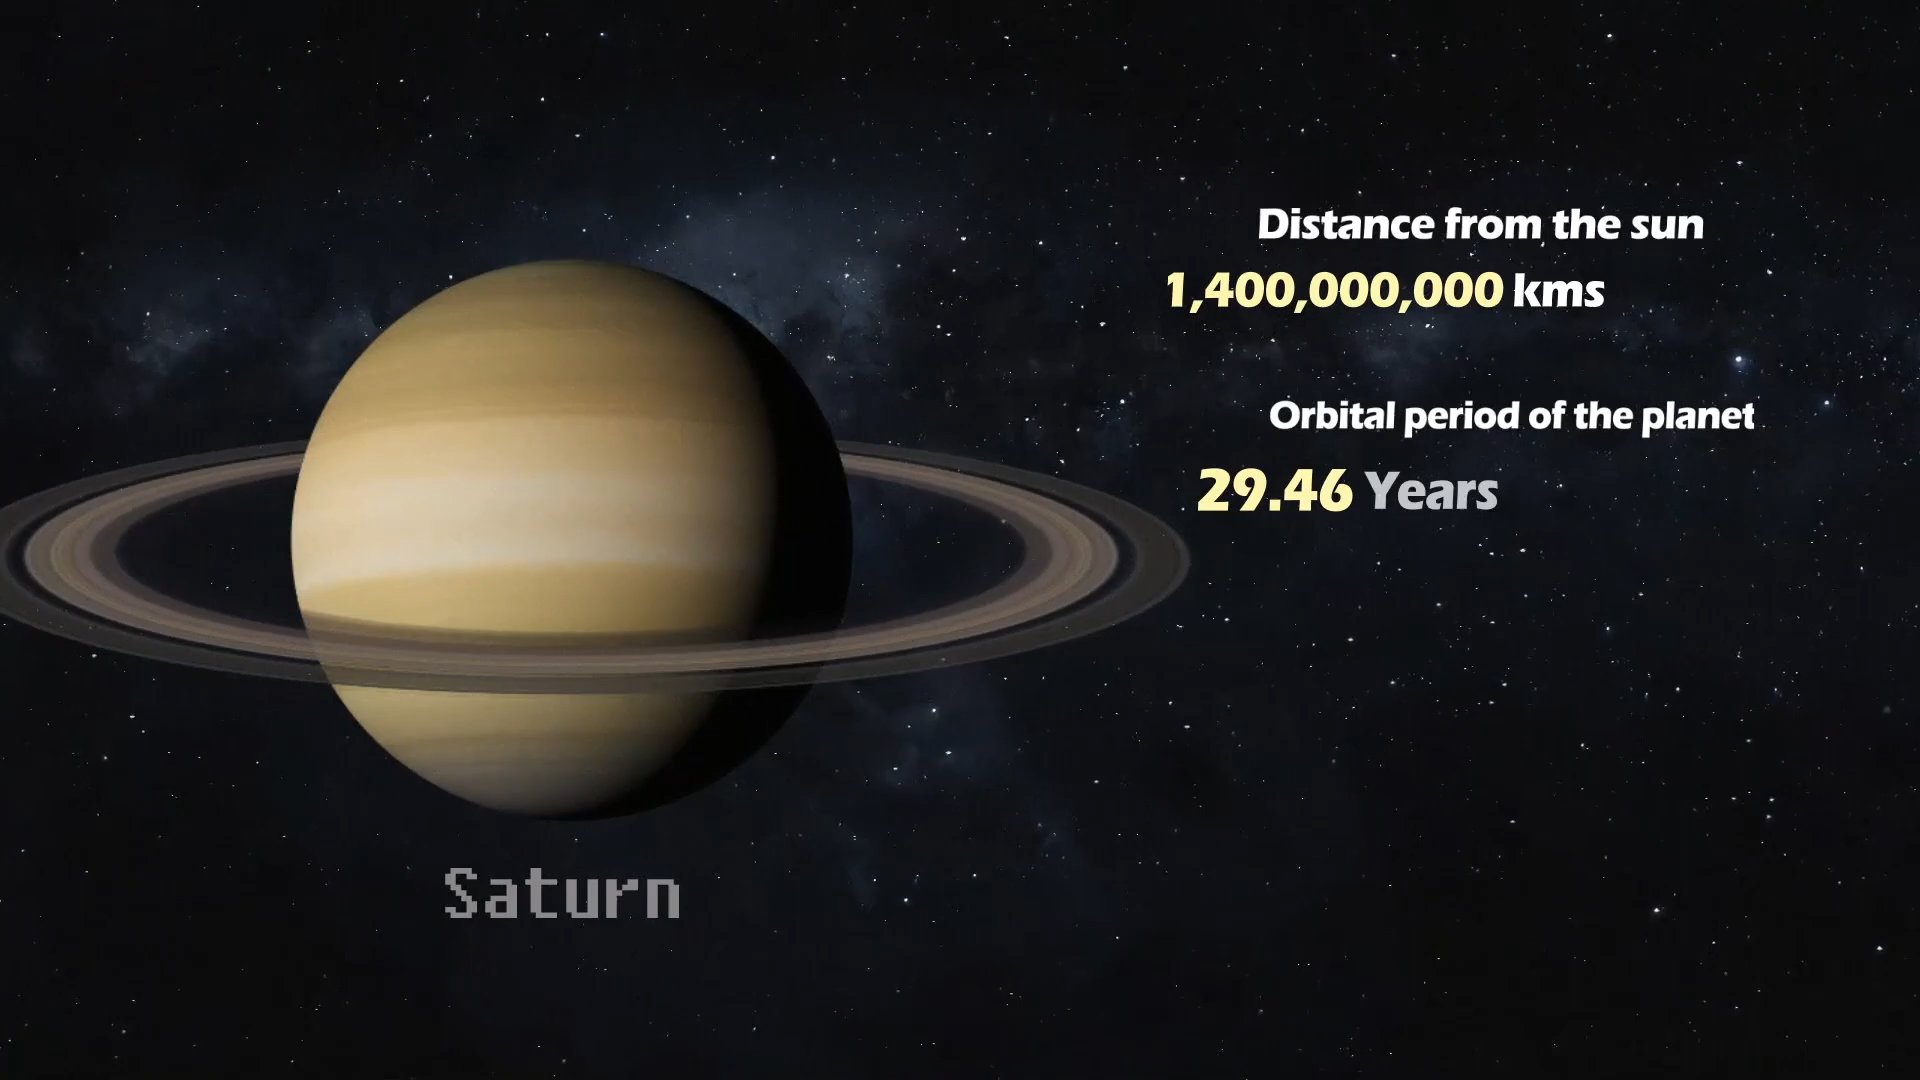 Distance from the sun
1,400,000,000 kms
Orbital period of the planet
29.46 Years
Saturn